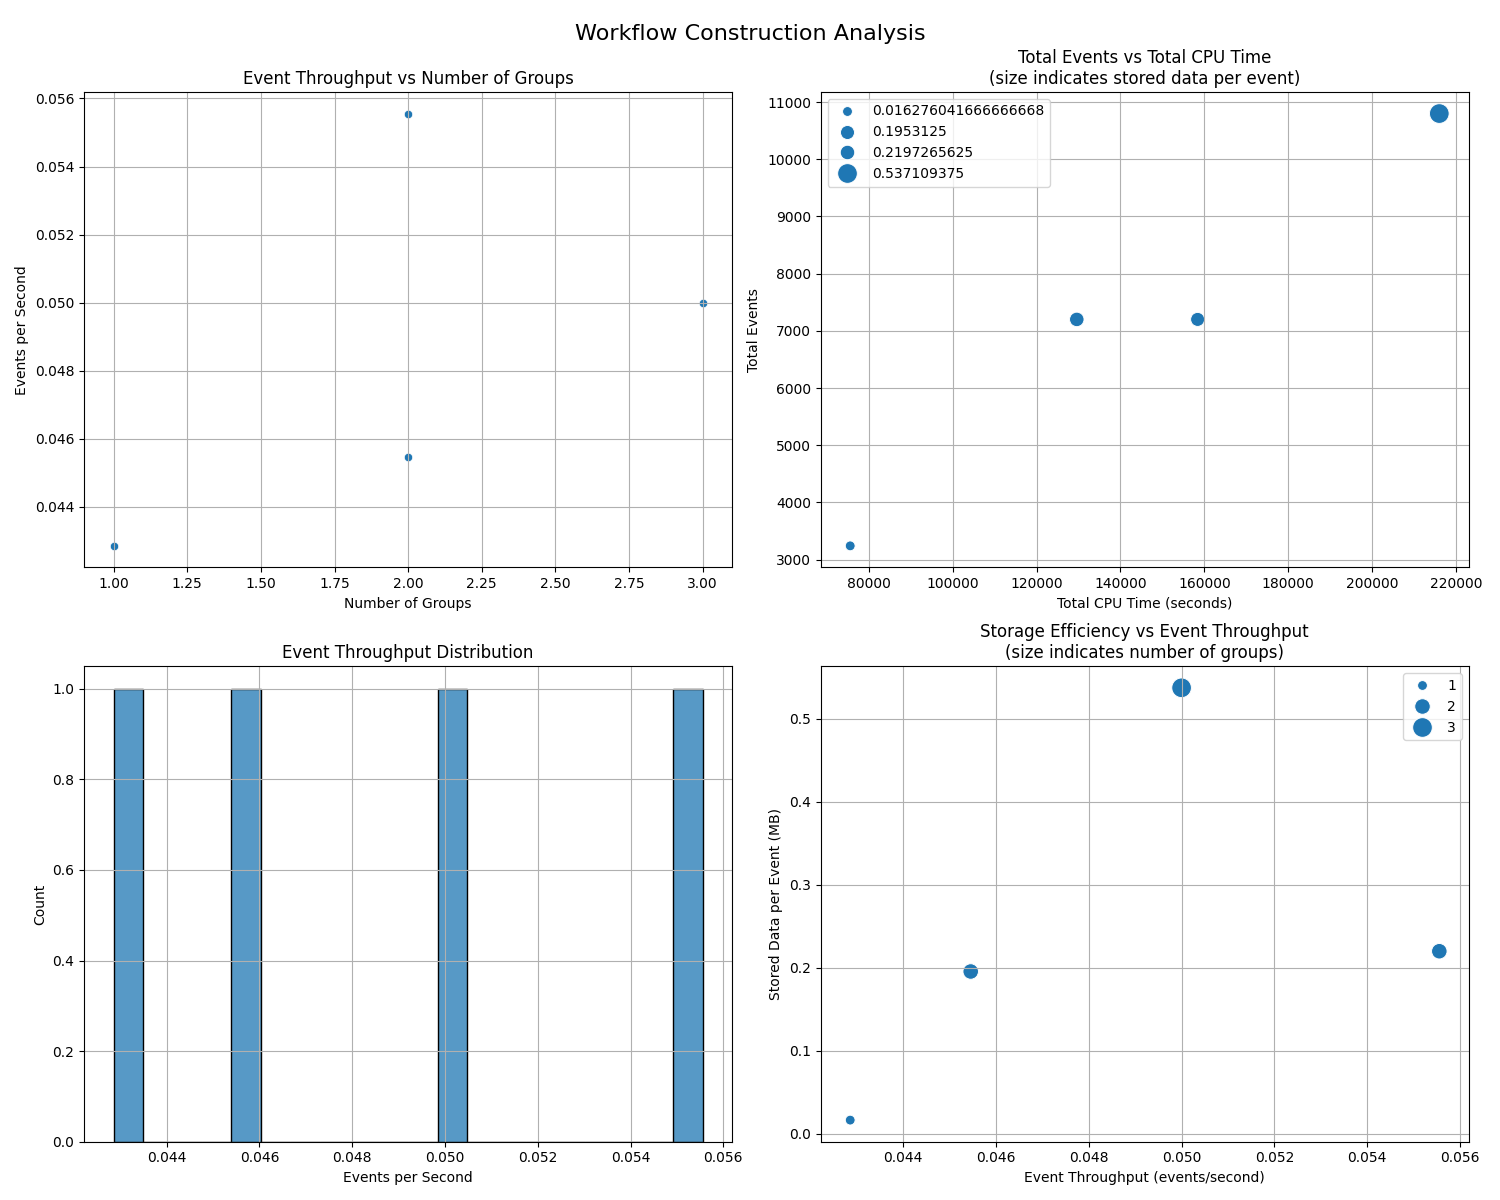 Workflow Construction Analysis
Event Throughput vs Number of Groups
0.056
0.054
0.052
0.050
0.048
0.046
0.044
Events per Second
1.00 1.25 1.50 1.75 2.00 2.25 2.50 2.75 3.00
Number of Groups
Total Events vs Total CPU Time
(size indicates stored data per event)
0.016276041666666668
0.1953125
0.2197265625
0.537109375
11000
10000
9000
8000
7000
6000
5000
4000
3000
Total Events
80000 100000 120000 140000 160000 180000 200000 220000
Total CPU Time (seconds)
Event Throughput Distribution
1.0
0.8
0.6
0.4
0.2
0.0
Count
0.044 0.046 0.048 0.050 0.052 0.054 0.056
Events per Second
Storage Efficiency vs Event Throughput
(size indicates number of groups)
1
2
3
0.5
0.4
0.3
0.2
0.1
0.0
Stored Data per Event (MB)
0.044 0.046 0.048 0.050 0.052 0.054 0.056
Event Throughput (events/second)